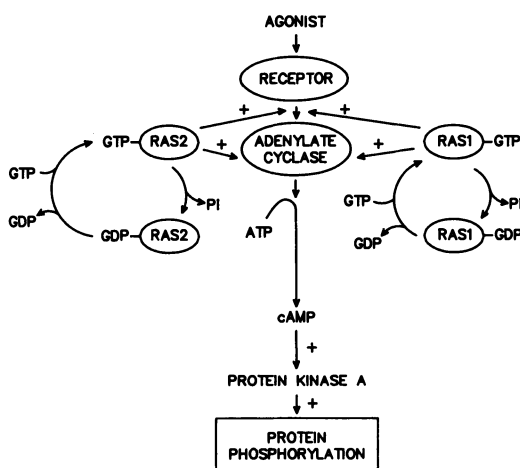 AGONIST
RECEPTOR
+ +
GTP-RAS2 + ADENYLATE CYCLASE + RAS1-GTP
GTP
PI
GDP
GDP-RAS2
ATP
GTP
PI
GDP
RAS1-GDP
cAMP
+
PROTEIN KINASE A
+
PROTEIN
PHOSPHORYLATION